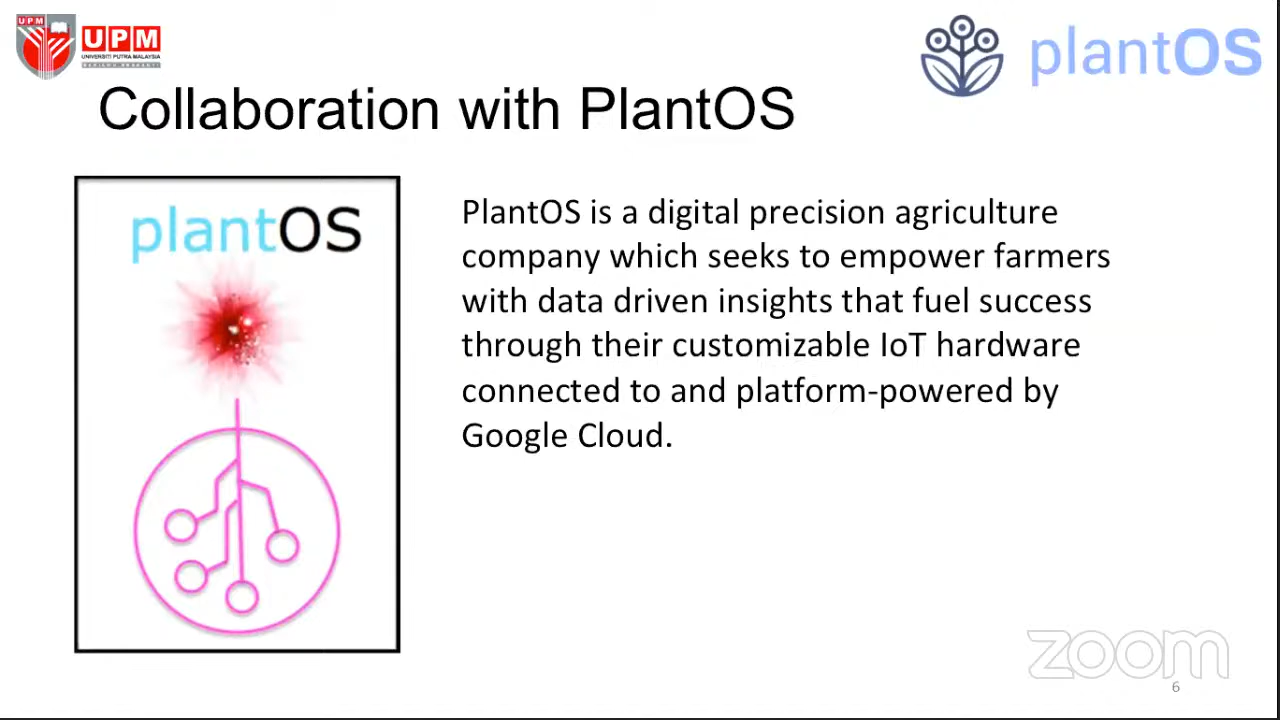 UPM
UPM
UNIVERSITI PUTRA MALAYSIA
plantOS
Collaboration with PlantOS
plantOS
PlantOS is a digital precision agriculture
company which seeks to empower farmers
with data driven insights that fuel success
through their customizable IoT hardware
connected to and platform-powered by
Google Cloud.
zoom
6